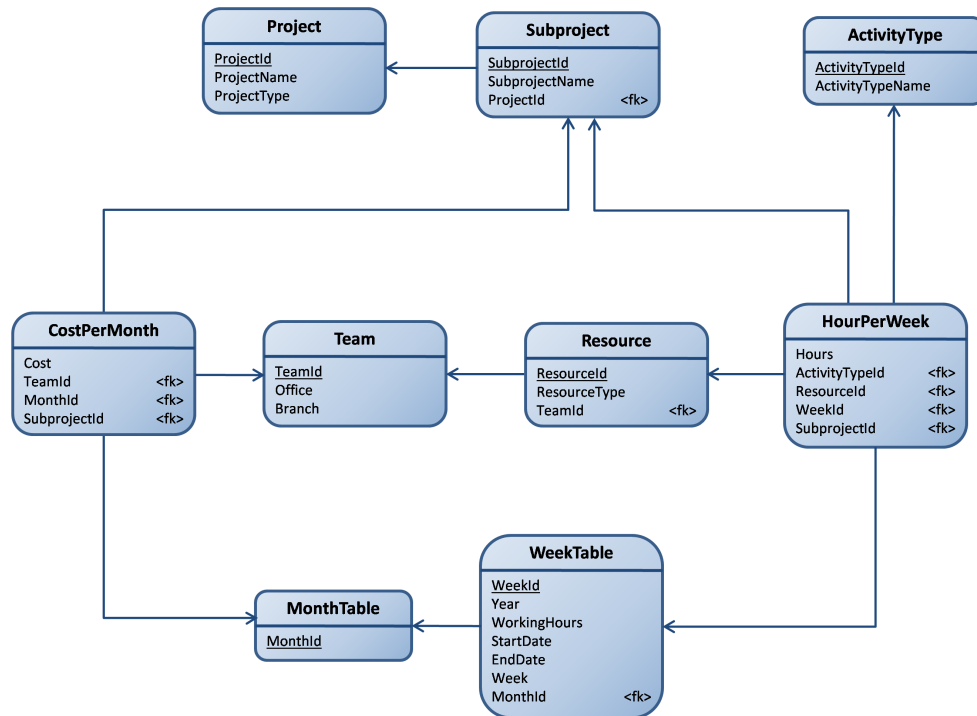 Project
ProjectId
ProjectName
ProjectType
Subproject
SubprojectId
SubprojectName
ProjectId <fk>
ActivityType
ActivityTypeId
ActivityTypeName
CostPerMonth
Cost
TeamId <fk>
MonthId <fk>
SubprojectId <fk>
Team
TeamId
Office
Branch
Resource
ResourceId
ResourceType
TeamId <fk>
HourPerWeek
Hours
ActivityTypeId <fk>
ResourceId <fk>
WeekId <fk>
SubprojectId <fk>
MonthTable
MonthId
WeekTable
WeekId
Year
WorkingHours
StartDate
EndDate
Week
MonthId <fk>